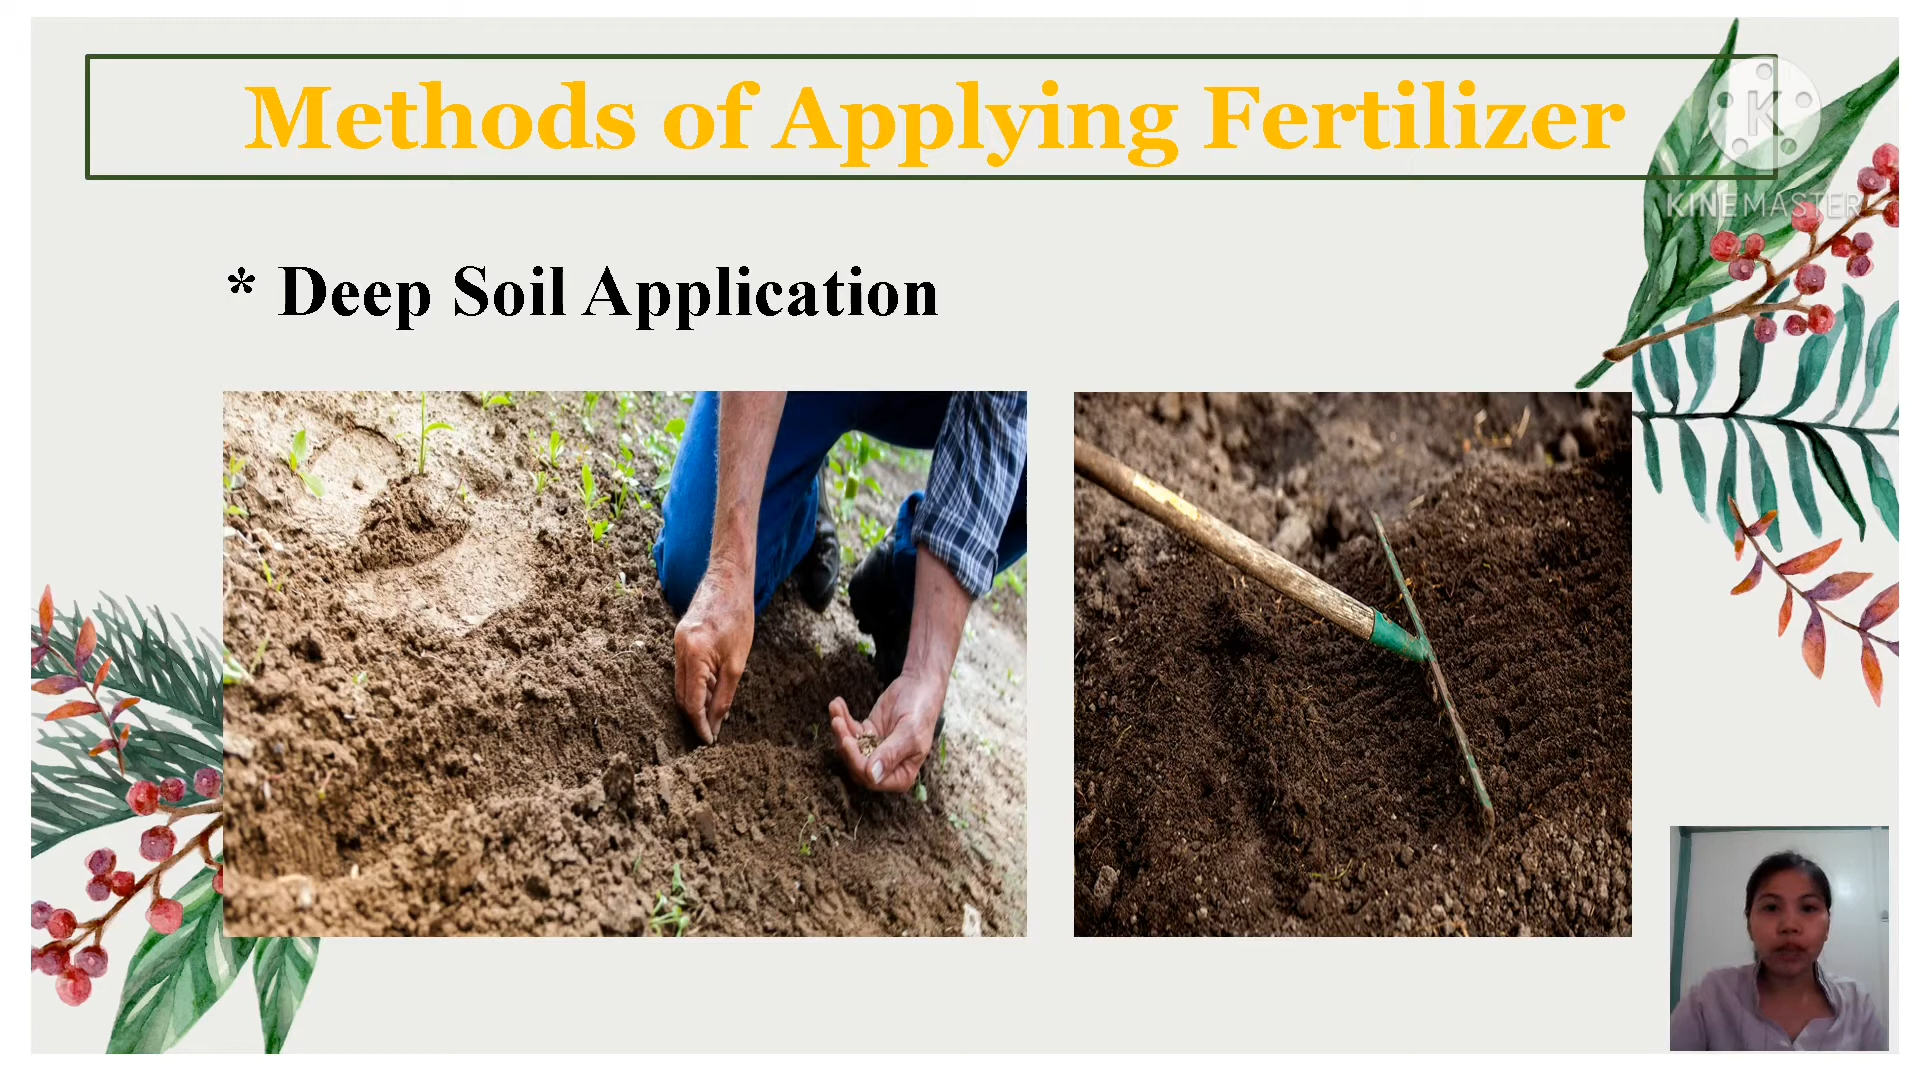 Methods of Applying Fertilizer
K
KINEMASTER
* Deep Soil Application